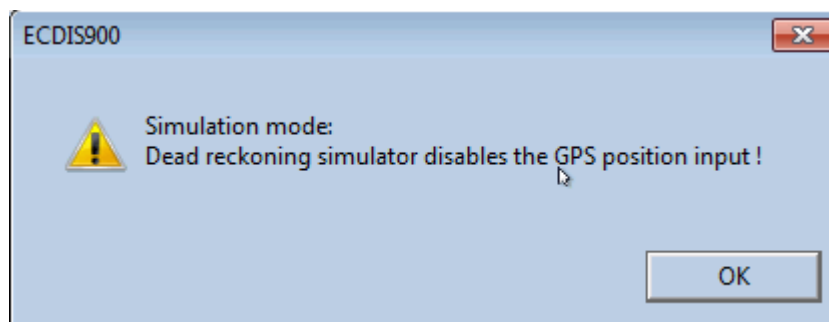 ECDIS900
Simulation mode:
Dead reckoning simulator disables the GPS position input !
OK